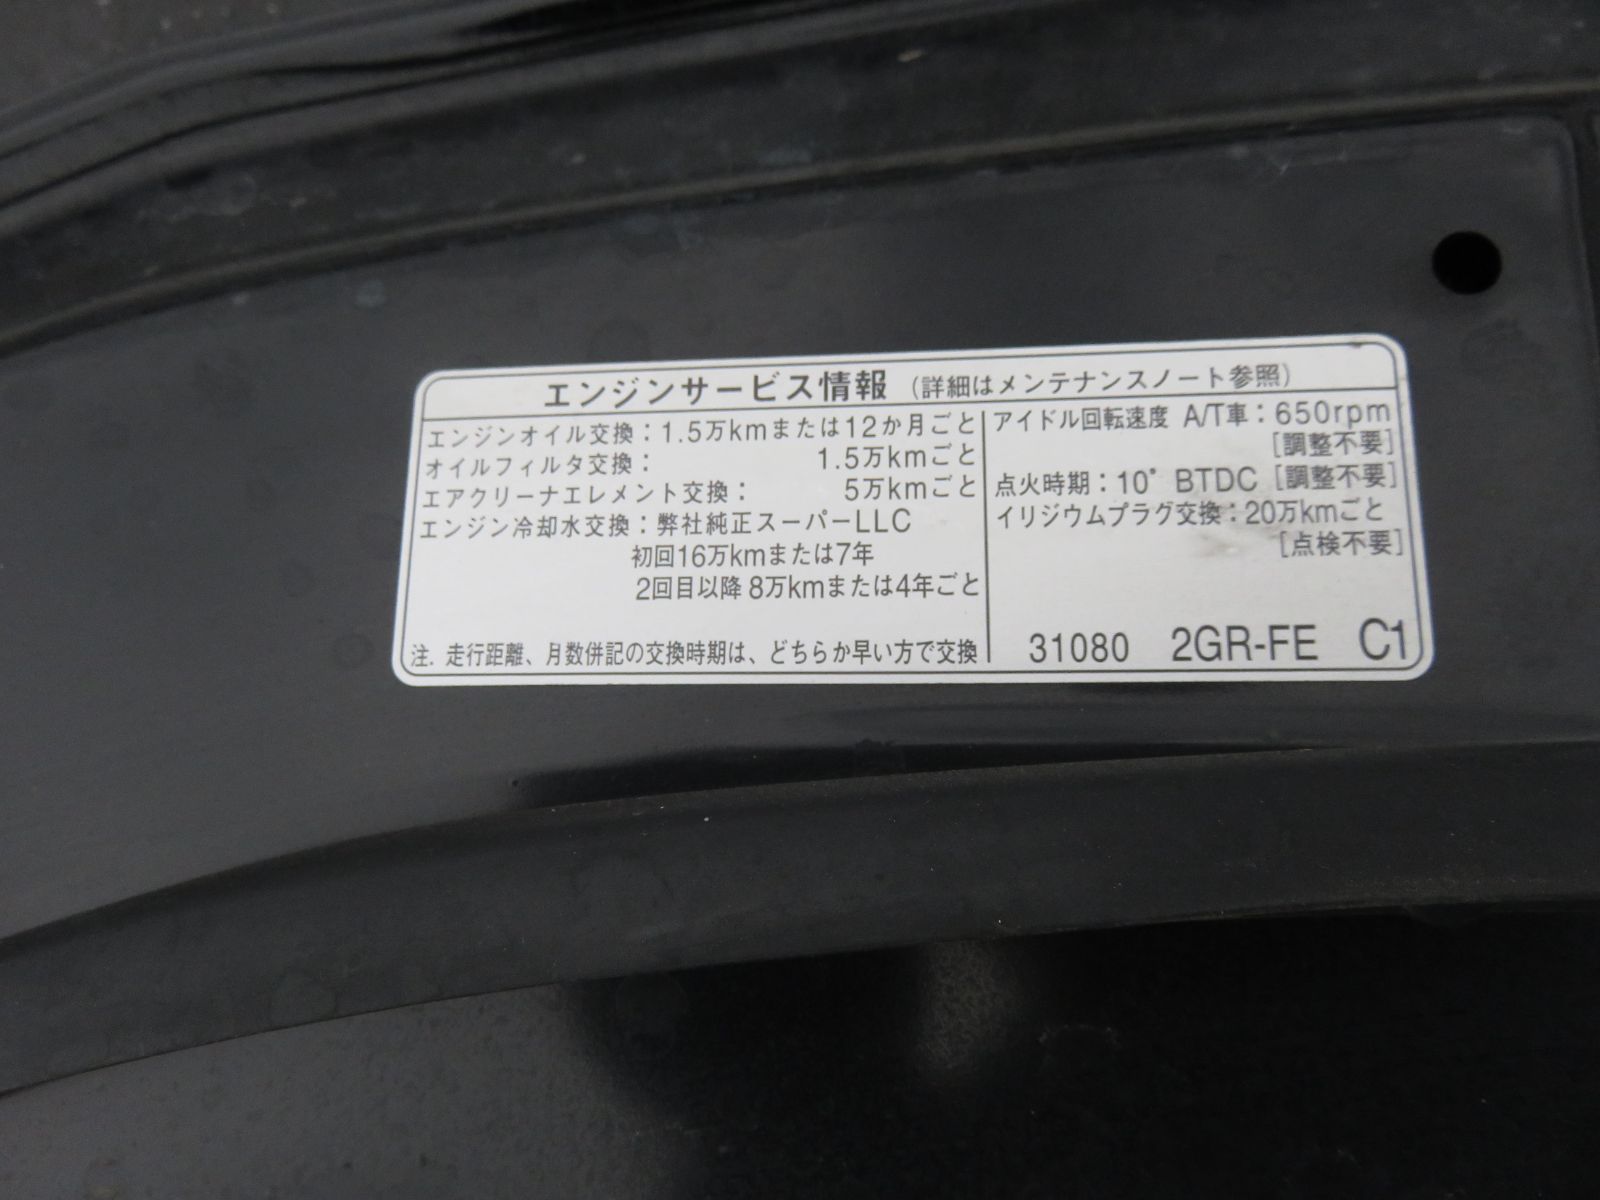 エンジンサービス情報 (詳細はメンテナンスノート参照)
エンジンオイル交換：1.5万kmまたは12か月ごと
オイルフィルタ交換： 1.5万kmごと
エアクリーナエレメント交換： 5万kmごと
エンジン冷却水交換：弊社純正スーパーLLC
初回16万kmまたは7年
2回目以降 8万kmまたは4年ごと
注. 走行距離、月数併記の交換時期は、どちらか早い方で交換
アイドル回転速度 A/T車：650rpm
[調整不要]
点火時期：10° BTDC [調整不要]
イリジウムプラグ交換：20万kmごと
[点検不要]
31080 2GR-FE C1